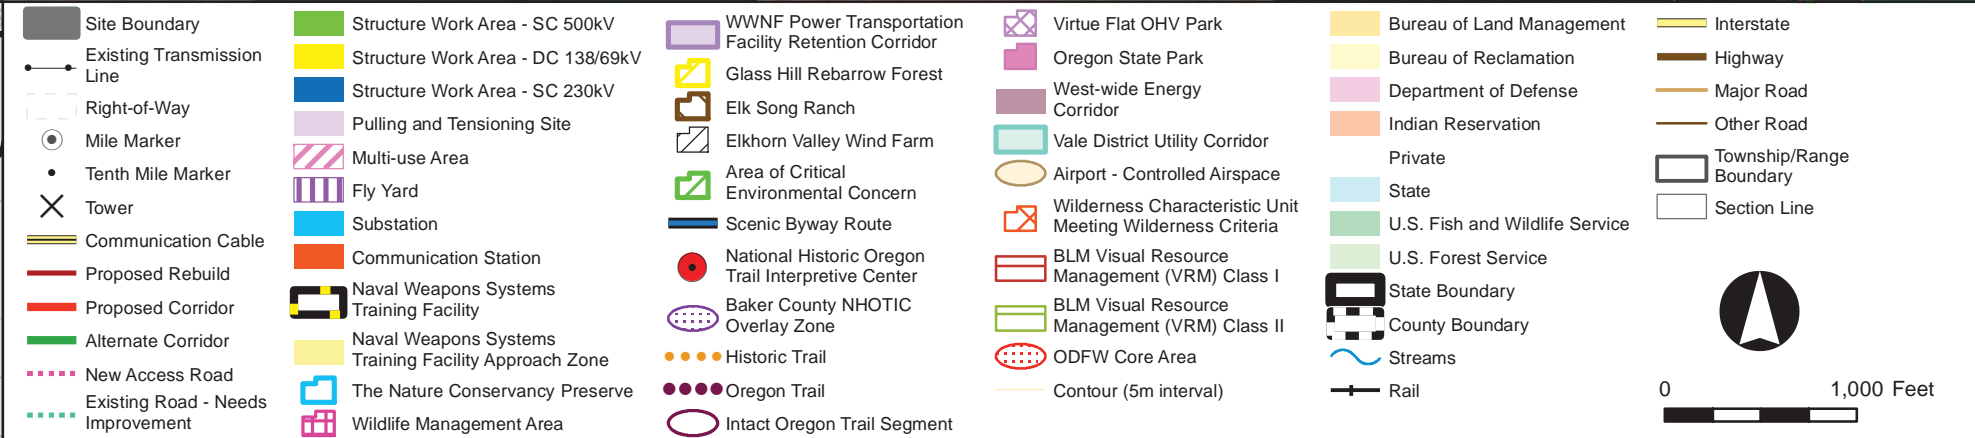 Site Boundary
Existing Transmission
Line
Right-of-Way
Mile Marker
Tenth Mile Marker
Tower
Communication Cable
Proposed Rebuild
Proposed Corridor
Alternate Corridor
New Access Road
Existing Road - Needs
Improvement
Structure Work Area - SC 500kV
Structure Work Area - DC 138/69kV
Structure Work Area - SC 230kV
Pulling and Tensioning Site
Multi-use Area
Fly Yard
Substation
Communication Station
Naval Weapons Systems
Training Facility
Naval Weapons Systems
Training Facility Approach Zone
The Nature Conservancy Preserve
Wildlife Management Area
WWNF Power Transportation
Facility Retention Corridor
Glass Hill Rebarrow Forest
Elk Song Ranch
Elkhorn Valley Wind Farm
Area of Critical
Environmental Concern
Scenic Byway Route
National Historic Oregon
Trail Interpretive Center
Baker County NHOTIC
Overlay Zone
Historic Trail
Oregon Trail
Intact Oregon Trail Segment
Virtue Flat OHV Park
Oregon State Park
West-wide Energy
Corridor
Vale District Utility Corridor
Airport - Controlled Airspace
Wilderness Characteristic Unit
Meeting Wilderness Criteria
BLM Visual Resource
Management (VRM) Class I
BLM Visual Resource
Management (VRM) Class II
ODFW Core Area
Contour (5m interval)
Bureau of Land Management
Bureau of Reclamation
Department of Defense
Indian Reservation
Private
State
U.S. Fish and Wildlife Service
U.S. Forest Service
State Boundary
County Boundary
Streams
Rail
Interstate
Highway
Major Road
Other Road
Township/Range
Boundary
Section Line
0 1,000 Feet